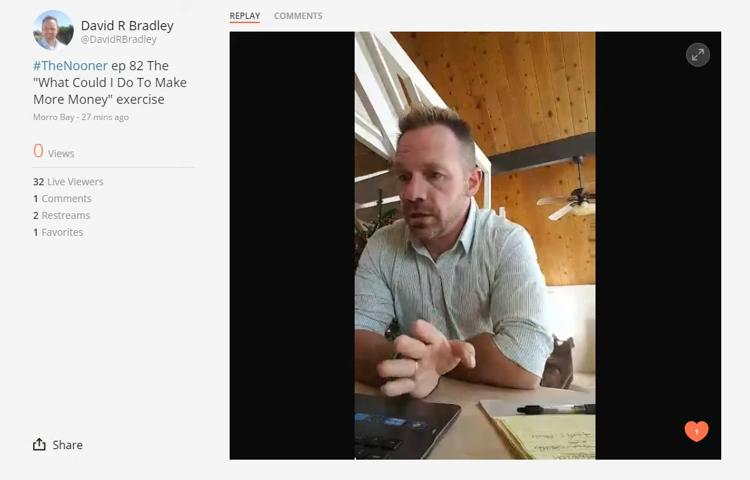 David R Bradley
@DavidRBradley
#TheNooner ep 82 The
"What Could I Do To Make
More Money" exercise
Morro Bay - 27 mins ago
0 Views
32 Live Viewers
1 Comments
2 Restreams
1 Favorites
Share
REPLAY COMMENTS
1